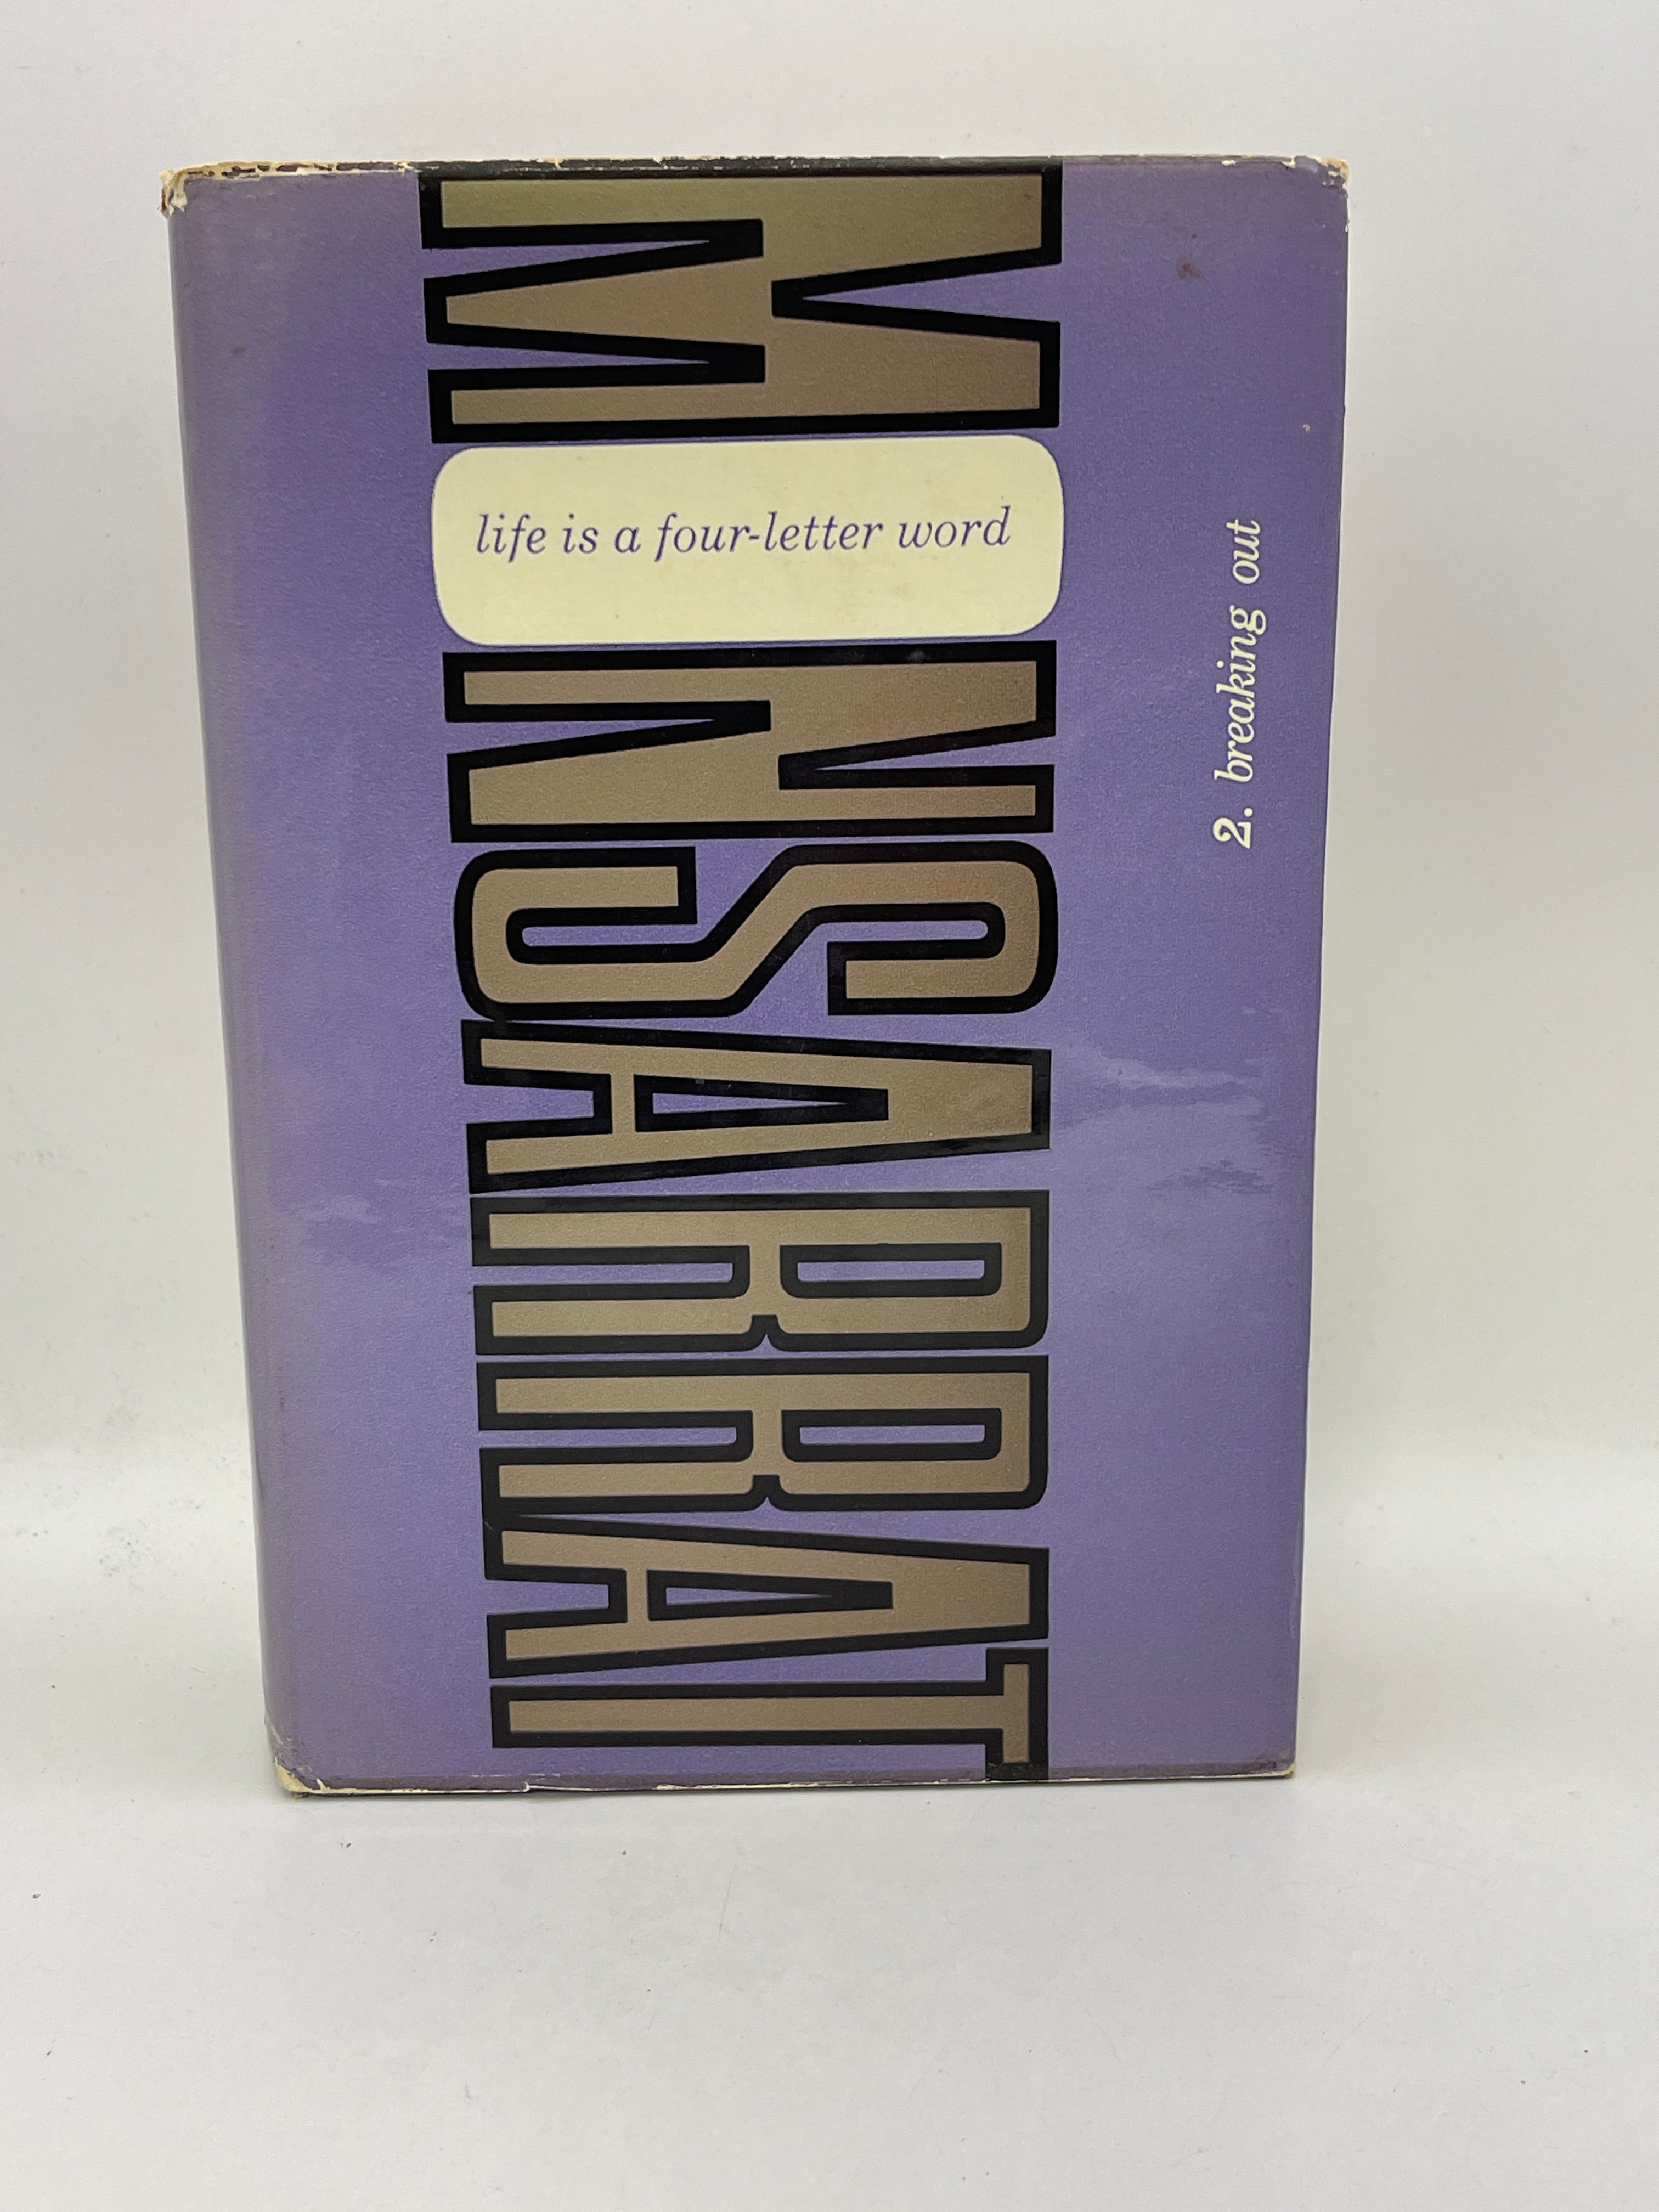 MONSARRAT
life is a four-letter word
2. breaking out